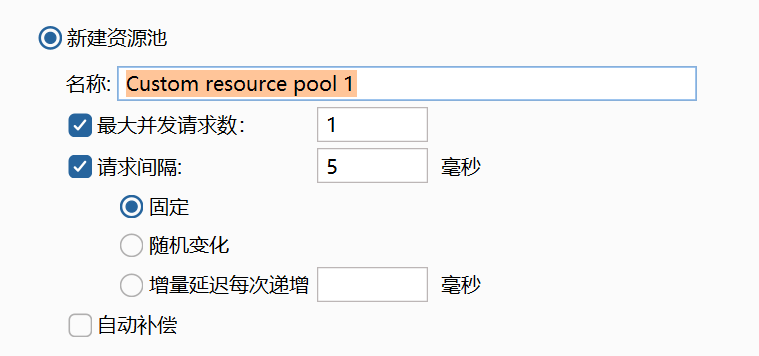 新建资源池
名称: Custom resource pool 1
最大并发请求数: 1
请求间隔: 5 毫秒
固定
随机变化
增量延迟每次递增 毫秒
自动补偿